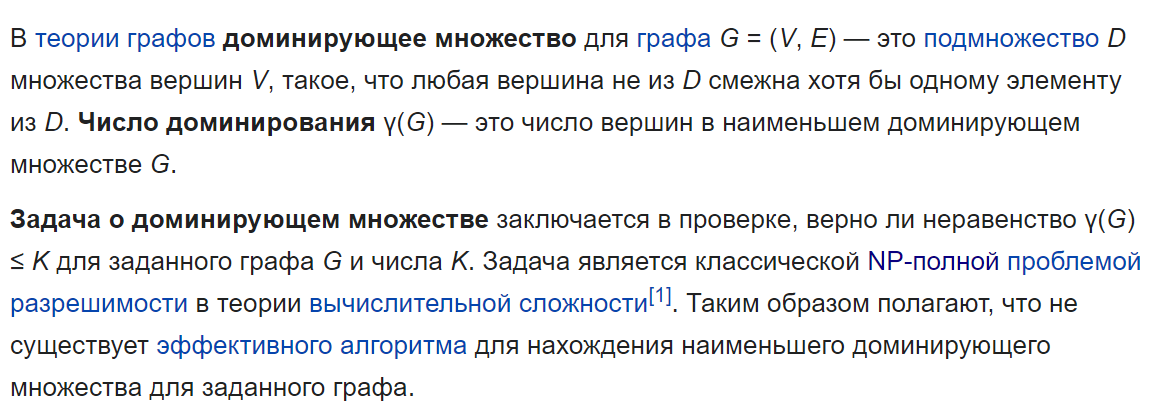 В теории графов доминирующее множество для графа G = (V, E) — это подмножество D
множества вершин V, такое, что любая вершина не из D смежна хотя бы одному элементу
из D. Число доминирования γ(G) — это число вершин в наименьшем доминирующем
множестве G.
Задача о доминирующем множестве заключается в проверке, верно ли неравенство γ(G)
≤ K для заданного графа G и числа K. Задача является классической NP-полной проблемой
разрешимости в теории вычислительной сложности[1]. Таким образом полагают, что не
существует эффективного алгоритма для нахождения наименьшего доминирующего
множества для заданного графа.